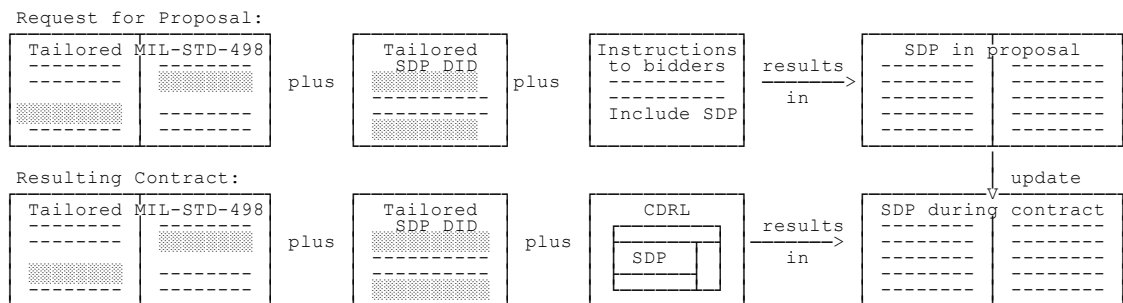 Request for Proposal:
Tailored MIL-STD-498
plus
Tailored
SDP DID
plus
Instructions
to bidders
Include SDP
results
in
SDP in proposal
update
Resulting Contract:
Tailored MIL-STD-498
plus
Tailored
SDP DID
plus
CDRL
SDP
results
in
SDP during contract